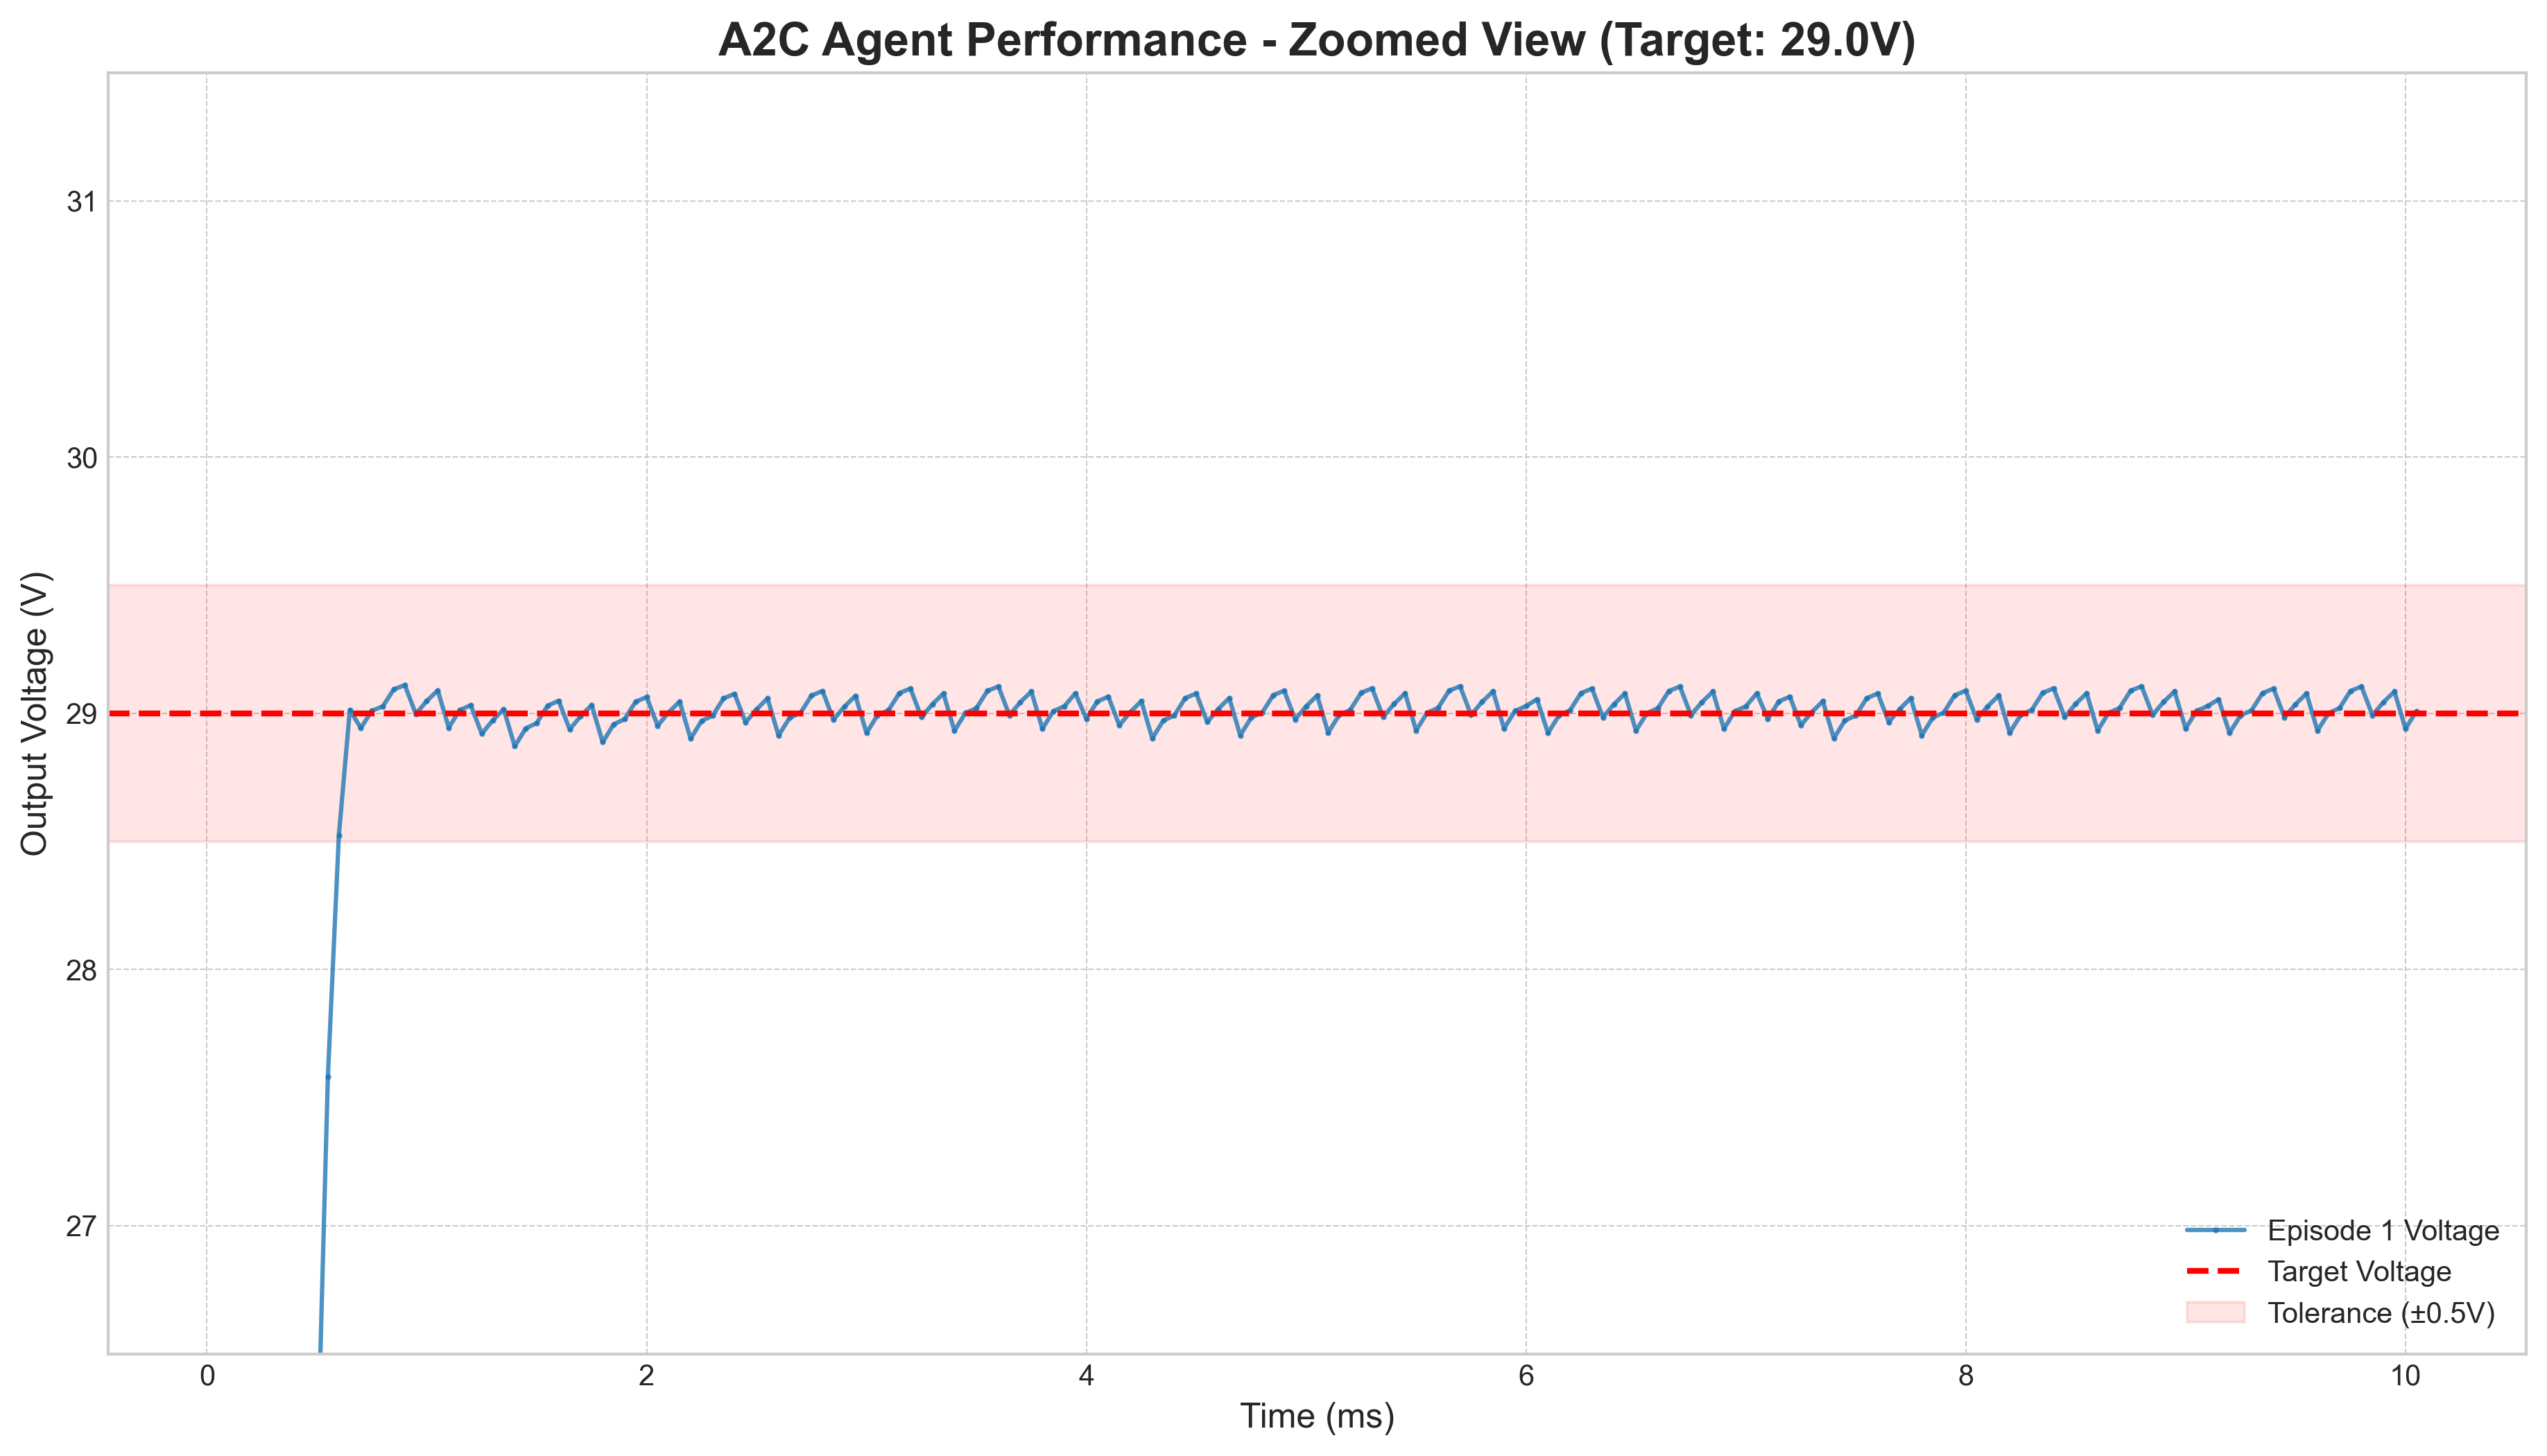 A2C Agent Performance - Zoomed View (Target: 29.0V)
Output Voltage (V)
31
30
29
28
27
0 2 4 6 8 10
Time (ms)
Episode 1 Voltage
Target Voltage
Tolerance (±0.5V)